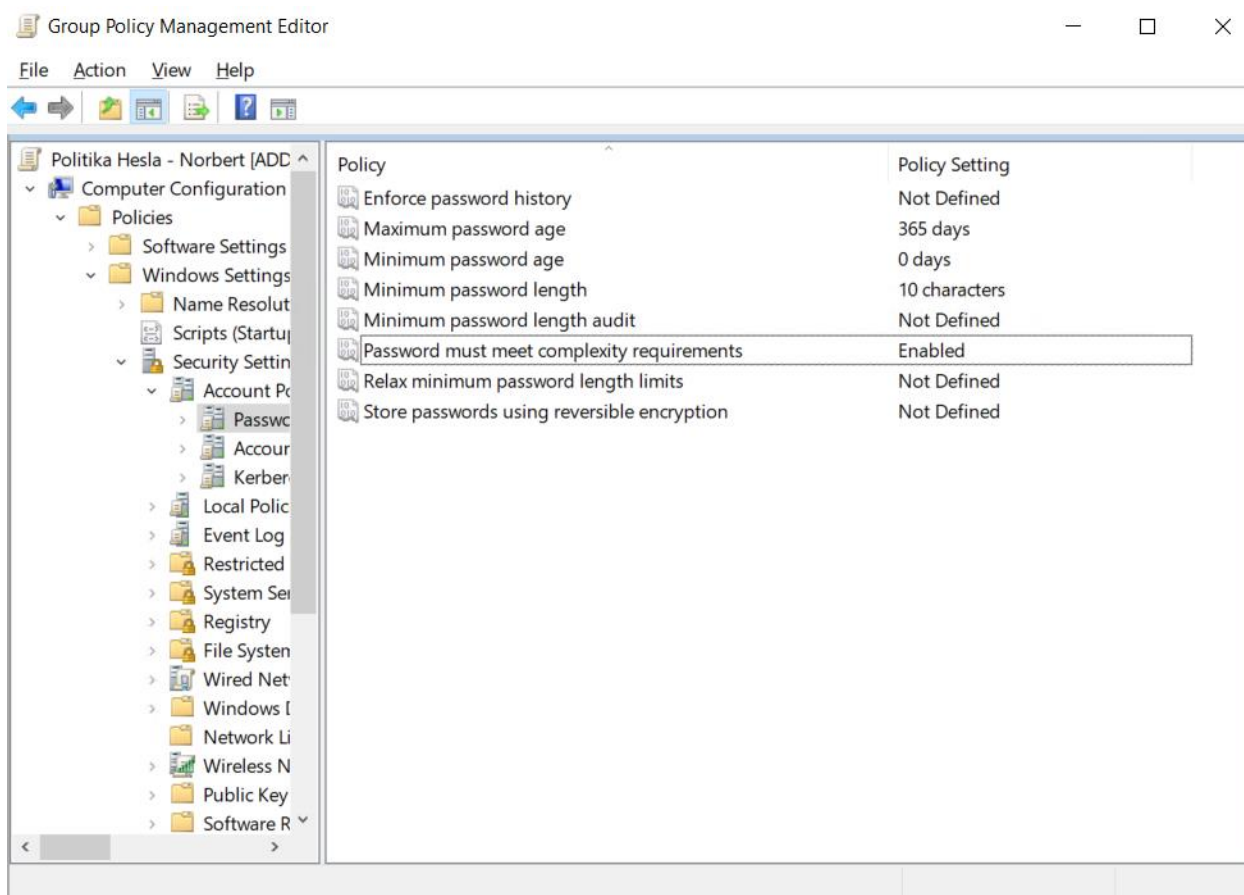 Group Policy Management Editor
File Action View Help
Politika Hesla - Norbert [ADD
Computer Configuration
Policies
Software Settings
Windows Settings
Name Resolut
Scripts (Startu
Security Settin
Account Po
Passwo
Accour
Kerber
Local Polic
Event Log
Restricted
System Ser
Registry
File System
Wired Net
Windows D
Network Li
Wireless N
Public Key
Software R
Policy Policy Setting
Enforce password history Not Defined
Maximum password age 365 days
Minimum password age 0 days
Minimum password length 10 characters
Minimum password length audit Not Defined
Password must meet complexity requirements Enabled
Relax minimum password length limits Not Defined
Store passwords using reversible encryption Not Defined